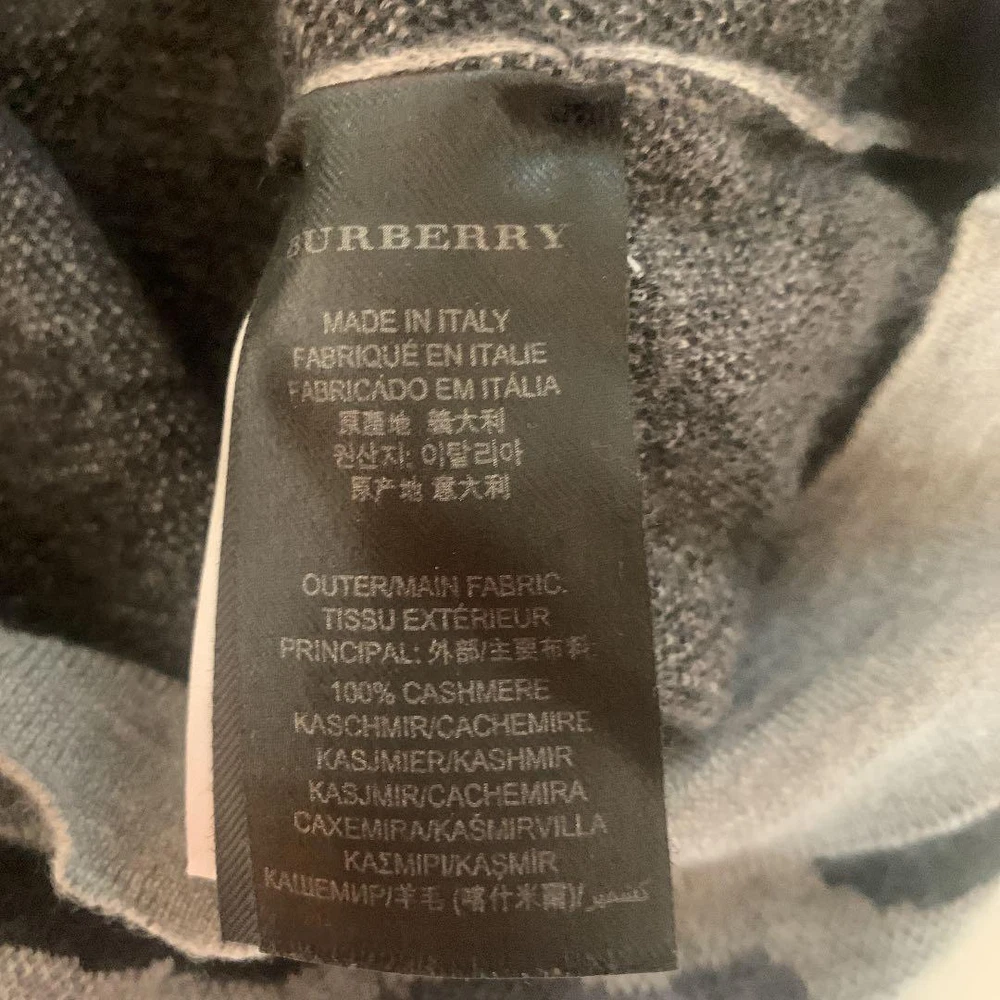 BURBERRY
MADE IN ITALY
FABRIQUÉ EN ITALIE
FABRICÁDO EM ITÁLIA
原產地 義大利
원산지: 이탈리아
原产地 意大利
OUTER/MAIN FABRIC.
TISSU EXTÉRIEUR
PRINCIPAL: 外部/主要布料
100% CASHMERE
KASCHMIR/CACHEMIRE
KASJMIER/KASHMIR
KASJMIR/CACHEMIRA
CAXEMIRA/KAŠMIRVILLA
ΚΑΣΜΙΡΙ/KAŞMİR
КАШЕМИР/羊毛 (喀什米爾)/كشمير